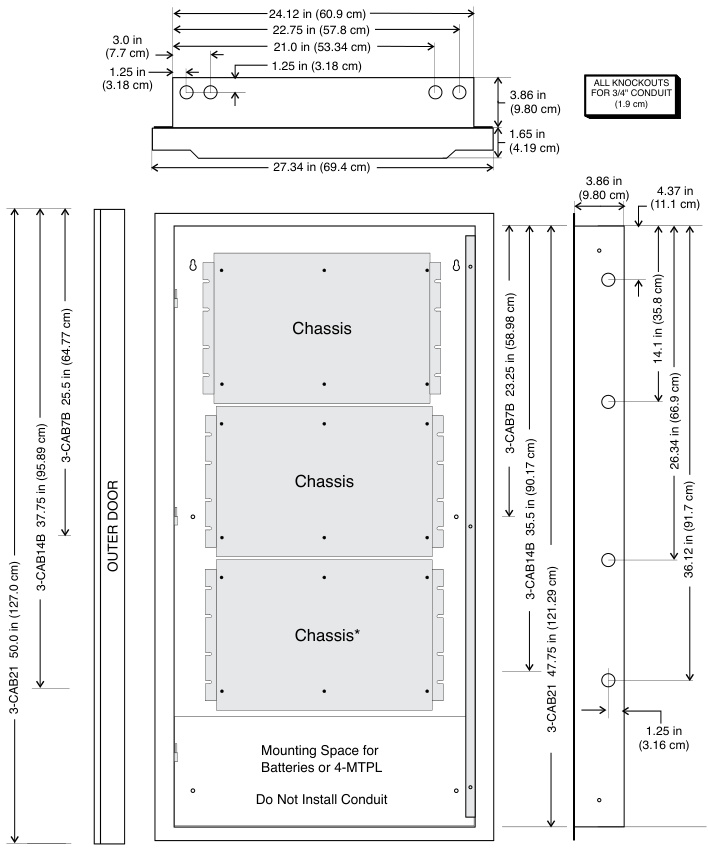 24.12 in (60.9 cm)
22.75 in (57.8 cm)
21.0 in (53.34 cm)
3.0 in
(7.7 cm)
1.25 in
(3.18 cm)
1.25 in (3.18 cm)
3.86 in
(9.80 cm)
1.65 in
(4.19 cm)
27.34 in (69.4 cm)
ALL KNOCKOUTS
FOR 3/4" CONDUIT
(1.9 cm)
3-CAB21 50.0 in (127.0 cm)
3-CAB14B 37.75 in (95.89 cm)
3-CAB7B 25.5 in (64.77 cm)
OUTER DOOR
Chassis
Chassis
Chassis*
Mounting Space for
Batteries or 4-MTPL
Do Not Install Conduit
3-CAB7B 23.25 in (58.98 cm)
3-CAB14B 35.5 in (90.17 cm)
3-CAB21 47.75 in (121.29 cm)
3.86 in
(9.80 cm)
4.37 in
(11.1 cm)
14.1 in (35.8 cm)
26.34 in (66.9 cm)
36.12 in (91.7 cm)
1.25 in
(3.16 cm)